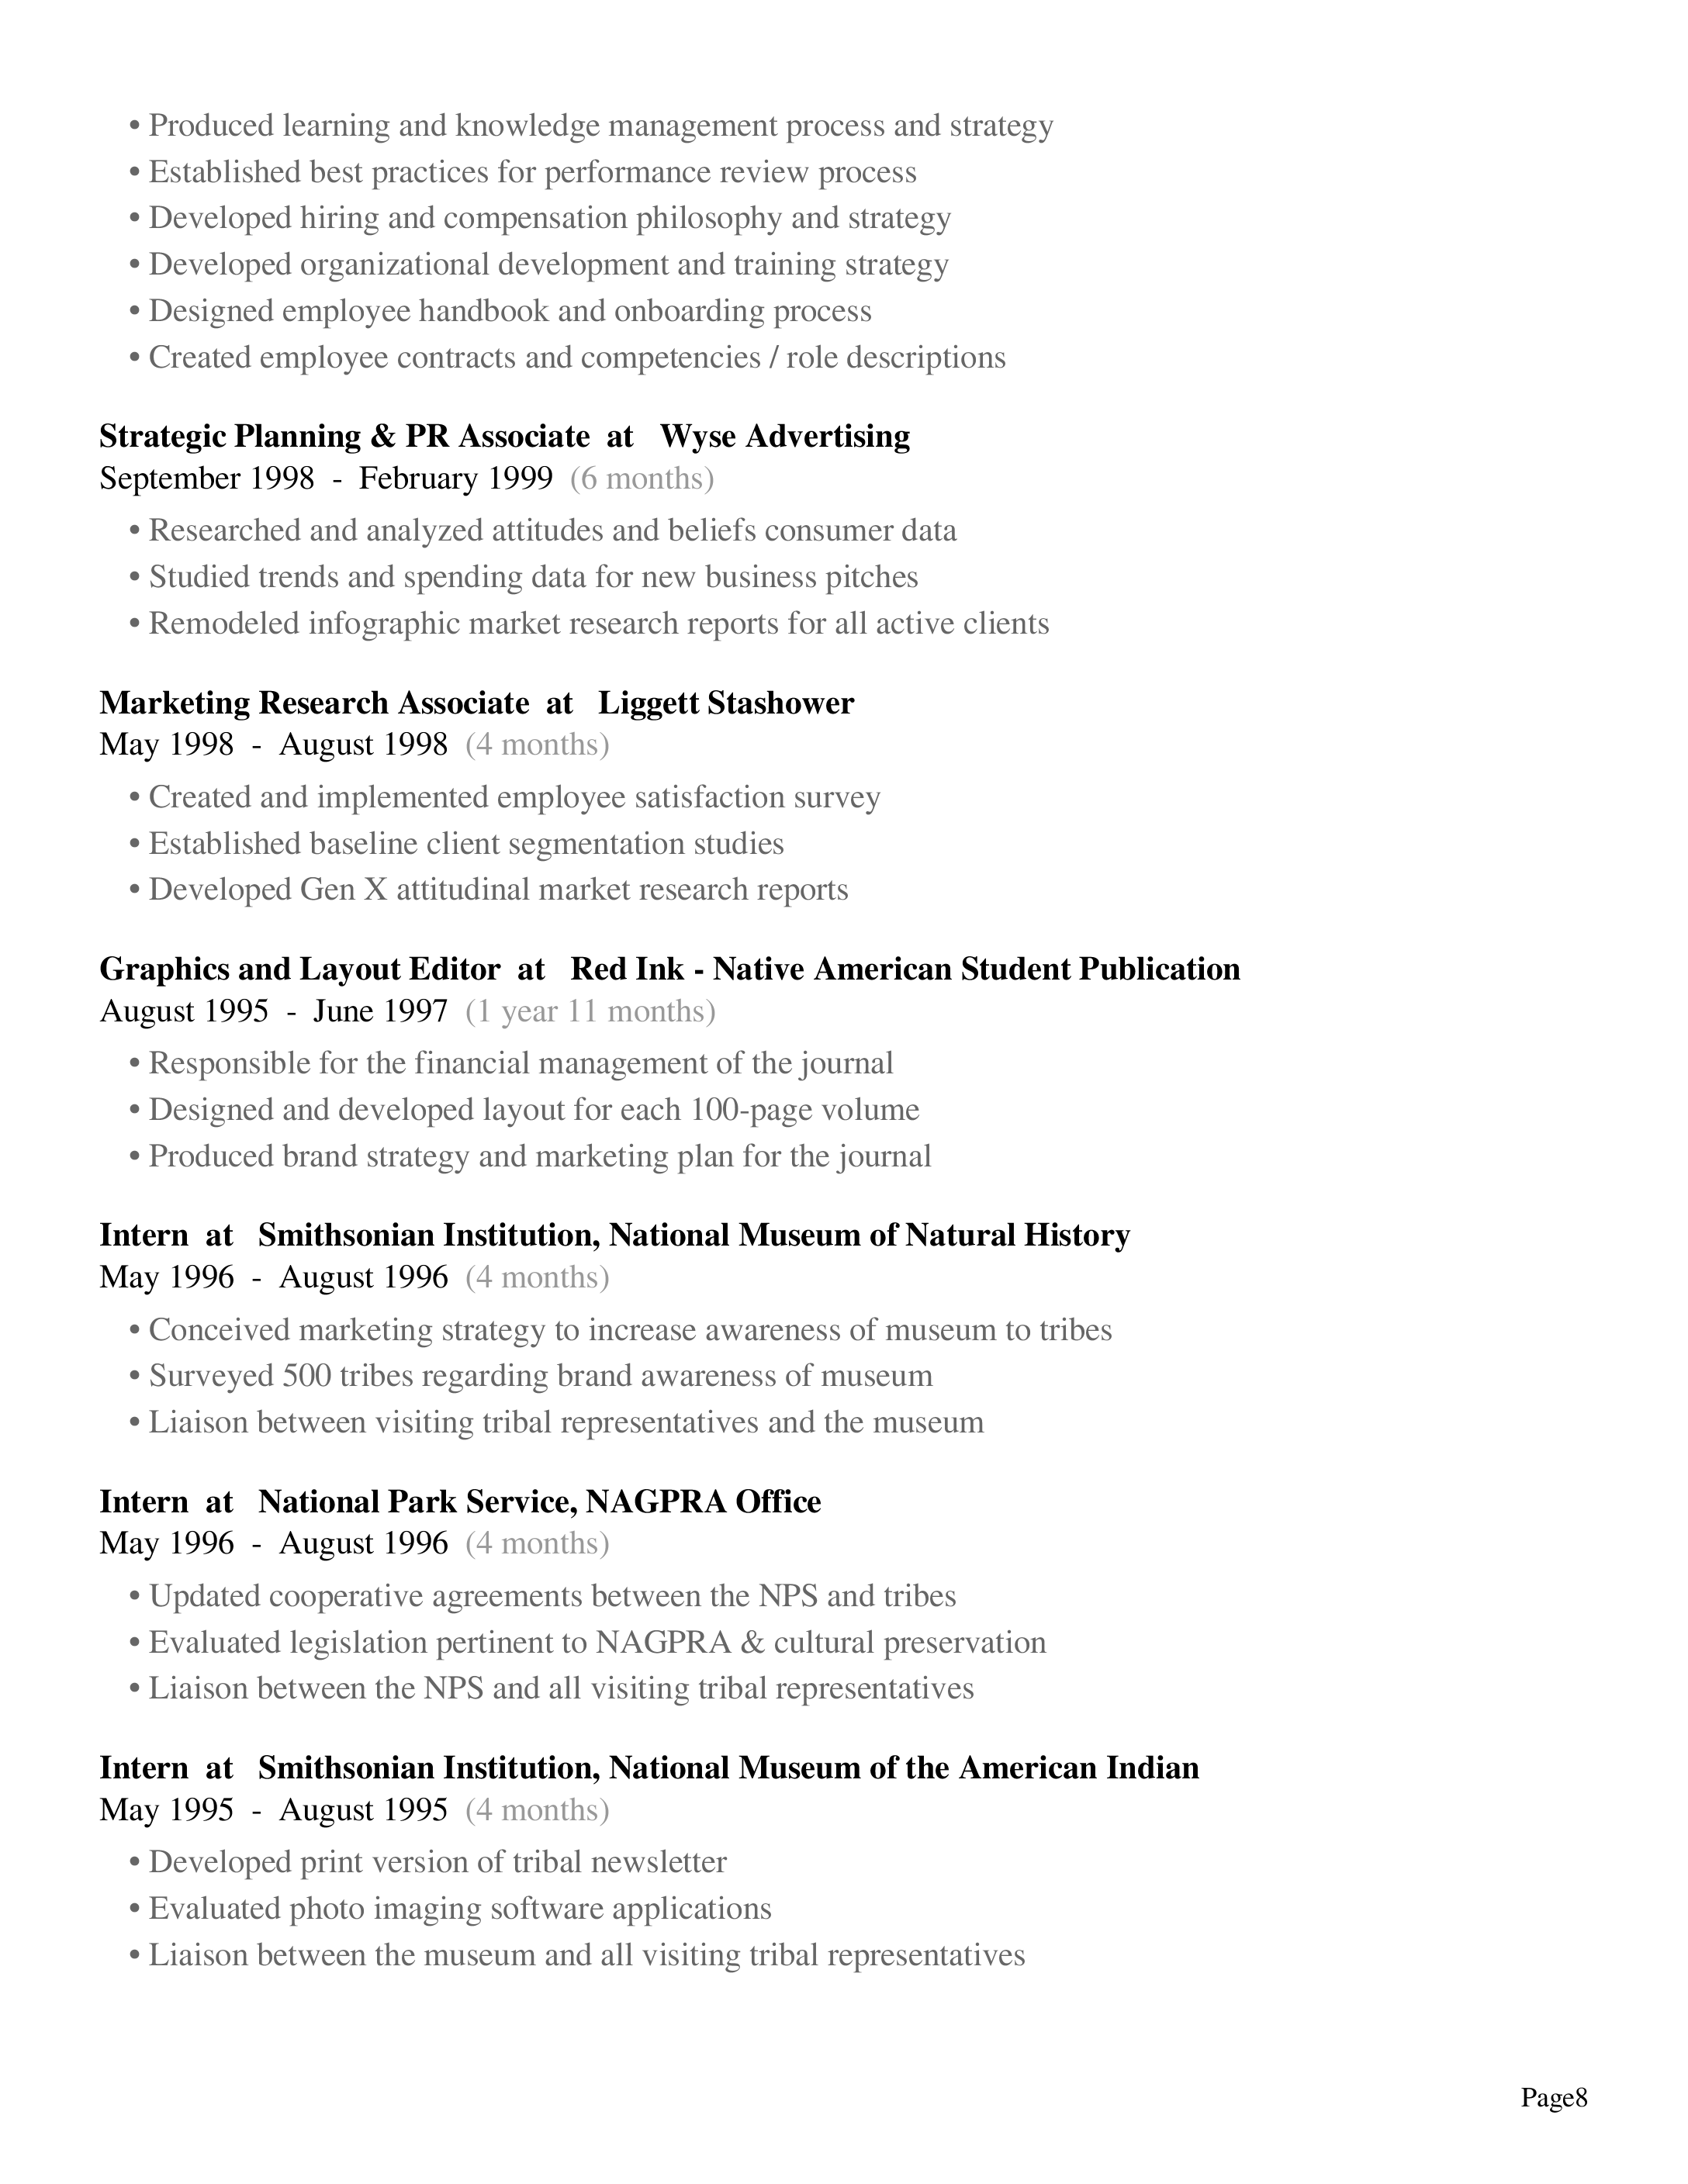 • Produced learning and knowledge management process and strategy
• Established best practices for performance review process
• Developed hiring and compensation philosophy and strategy
• Developed organizational development and training strategy
• Designed employee handbook and onboarding process
• Created employee contracts and competencies / role descriptions
Strategic Planning & PR Associate at Wyse Advertising
September 1998 - February 1999 (6 months)
• Researched and analyzed attitudes and beliefs consumer data
• Studied trends and spending data for new business pitches
• Remodeled infographic market research reports for all active clients
Marketing Research Associate at Liggett Stashower
May 1998 - August 1998 (4 months)
• Created and implemented employee satisfaction survey
• Established baseline client segmentation studies
• Developed Gen X attitudinal market research reports
Graphics and Layout Editor at Red Ink - Native American Student Publication
August 1995 - June 1997 (1 year 11 months)
• Responsible for the financial management of the journal
• Designed and developed layout for each 100-page volume
• Produced brand strategy and marketing plan for the journal
Intern at Smithsonian Institution, National Museum of Natural History
May 1996 - August 1996 (4 months)
• Conceived marketing strategy to increase awareness of museum to tribes
• Surveyed 500 tribes regarding brand awareness of museum
• Liaison between visiting tribal representatives and the museum
Intern at National Park Service, NAGPRA Office
May 1996 - August 1996 (4 months)
• Updated cooperative agreements between the NPS and tribes
• Evaluated legislation pertinent to NAGPRA & cultural preservation
• Liaison between the NPS and all visiting tribal representatives
Intern at Smithsonian Institution, National Museum of the American Indian
May 1995 - August 1995 (4 months)
• Developed print version of tribal newsletter
• Evaluated photo imaging software applications
• Liaison between the museum and all visiting tribal representatives
Page8